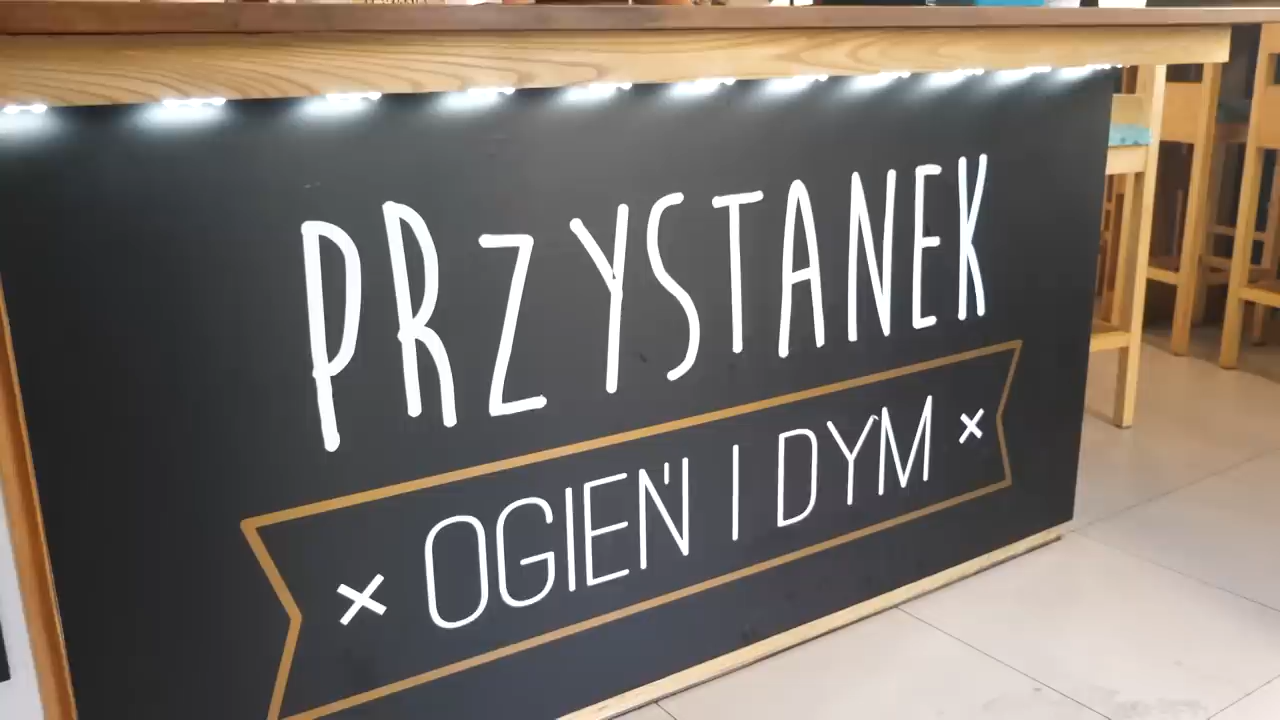 PRZYSTANEK
× OGIEŃ I DYM ×